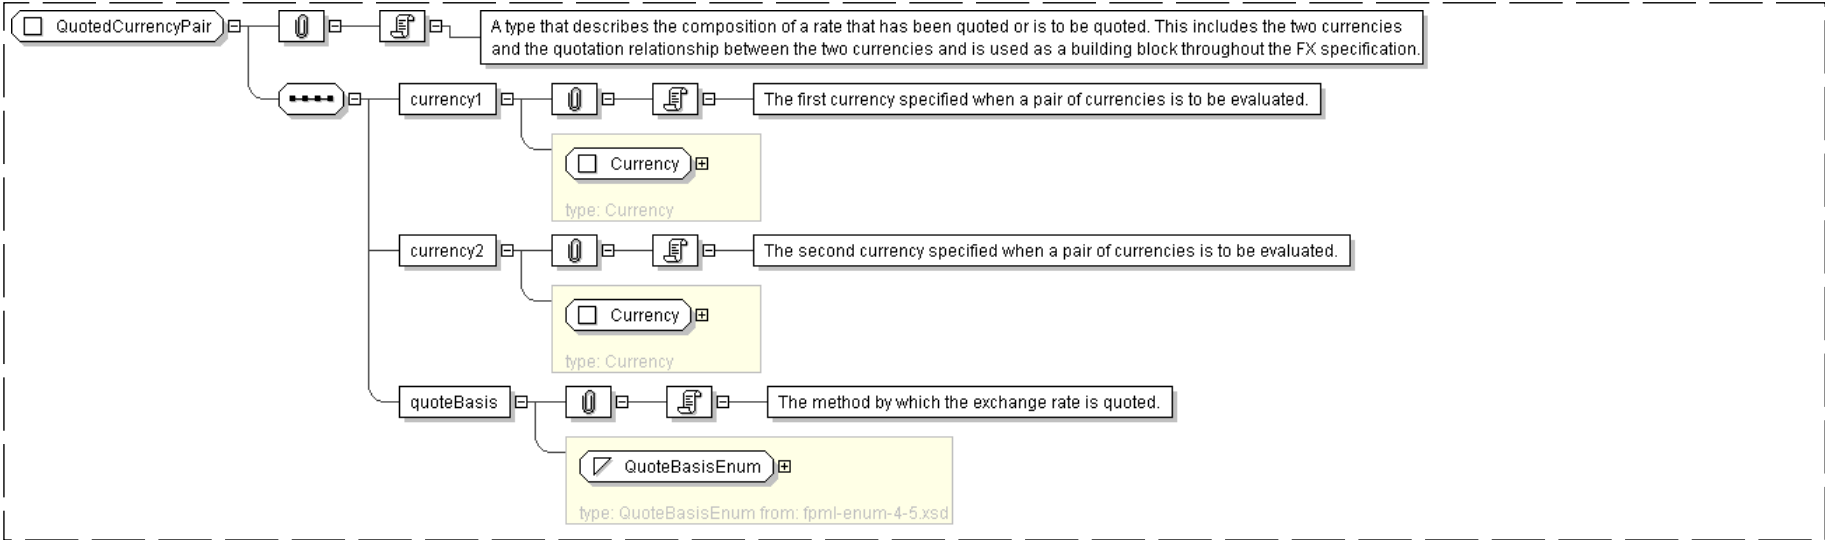 QuotedCurrencyPair
A type that describes the composition of a rate that has been quoted or is to be quoted. This includes the two currencies
and the quotation relationship between the two currencies and is used as a building block throughout the FX specification.
currency1
The first currency specified when a pair of currencies is to be evaluated.
Currency
type: Currency
currency2
The second currency specified when a pair of currencies is to be evaluated.
Currency
type: Currency
quoteBasis
The method by which the exchange rate is quoted.
QuoteBasisEnum
type: QuoteBasisEnum from: fpml-enum-4-5.xsd